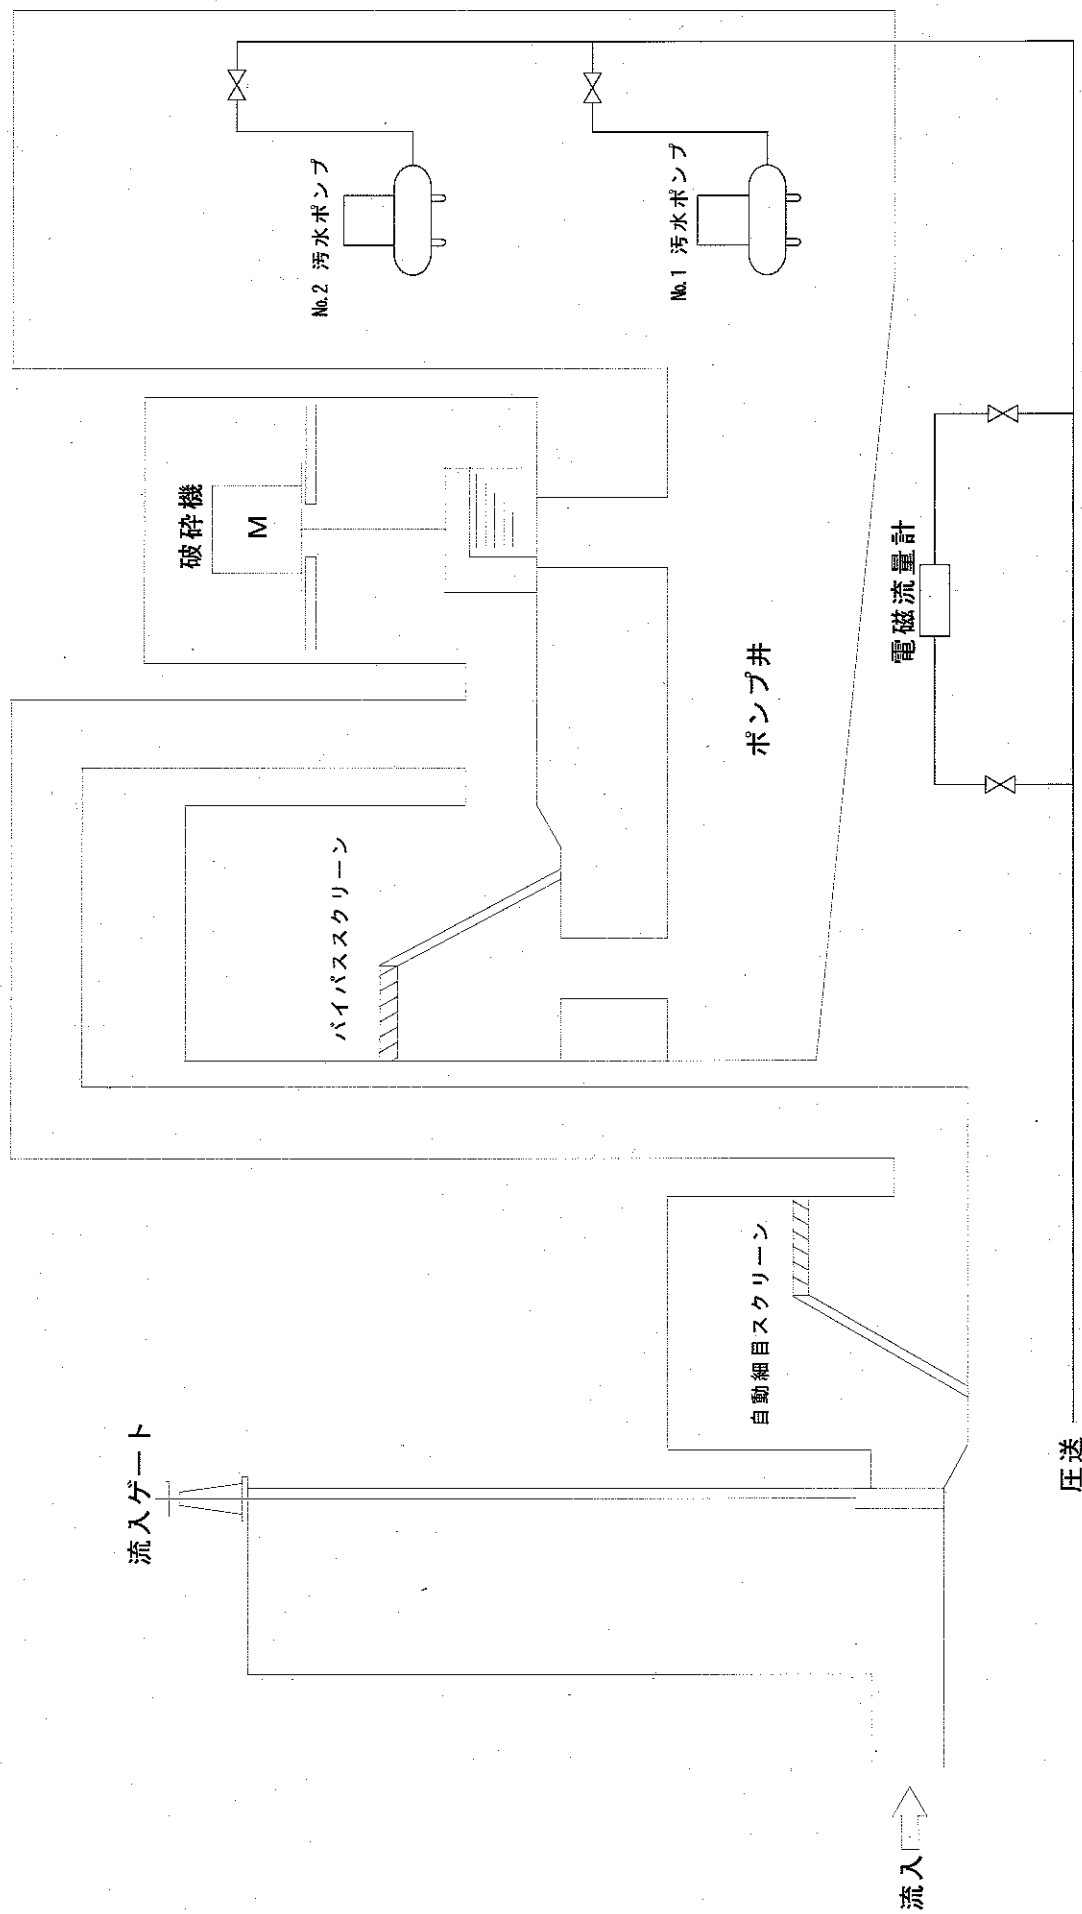 流入
流入ゲート
自動細目スクリーン
バイパススクリーン
破砕機
M
ポンプ井
No.2 汚水ポンプ
No.1 汚水ポンプ
電磁流量計
圧送